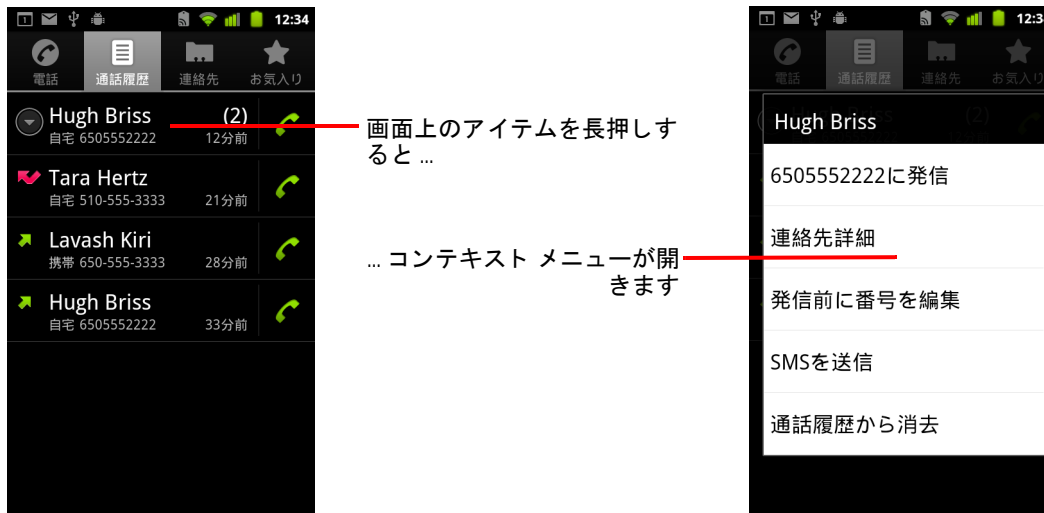 12:34
電話 通話履歴 連絡先 お気入り
Hugh Briss (2)
自宅 6505552222 12分前
Tara Hertz
自宅 510-555-3333 21分前
Lavash Kiri
携帯 650-555-3333 28分前
Hugh Briss
自宅 6505552222 33分前
画面上のアイテムを長押しす
ると ...
... コンテキスト メニューが開
きます
12:3
電話 通話履歴 連絡先 お気入り
Hugh Briss
6505552222に発信
連絡先詳細
発信前に番号を編集
SMSを送信
通話履歴から消去